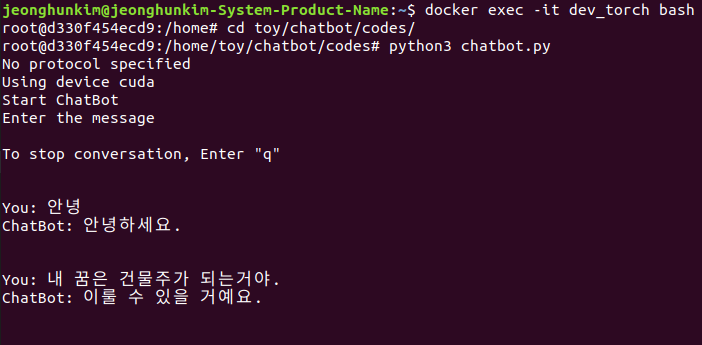 jeonghunkim@jeonghunkim-System-Product-Name:~$ docker exec -it dev_torch bash
root@d330f454ecd9:/home# cd toy/chatbot/codes/
root@d330f454ecd9:/home/toy/chatbot/codes# python3 chatbot.py
No protocol specified
Using device cuda
Start ChatBot
Enter the message
To stop conversation, Enter "q"
You: 안녕
ChatBot: 안녕하세요.
You: 내 꿈은 건물주가 되는거야.
ChatBot: 이룰 수 있을 거예요.